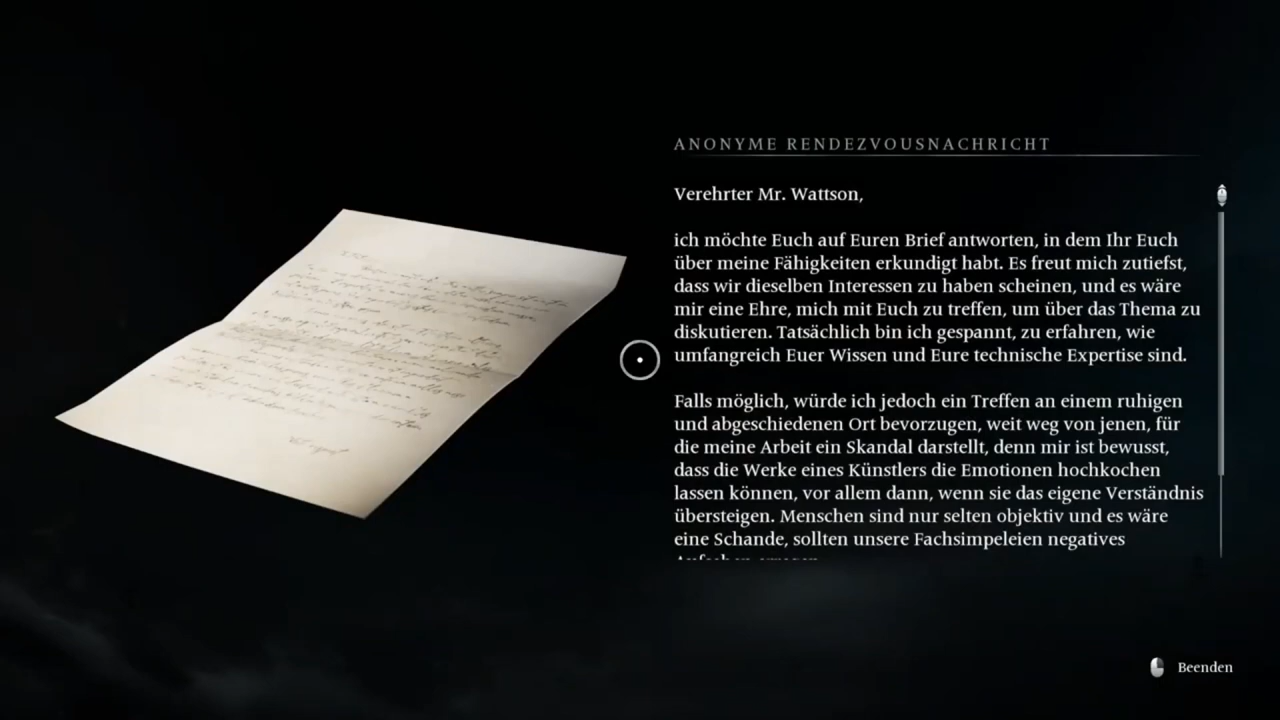 ANONYME RENDEZVOUSNACHRICHT
Verehrter Mr. Wattson,
ich möchte Euch auf Euren Brief antworten, in dem Ihr Euch
über meine Fähigkeiten erkundigt habt. Es freut mich zutiefst,
dass wir dieselben Interessen zu haben scheinen, und es wäre
mir eine Ehre, mich mit Euch zu treffen, um über das Thema zu
diskutieren. Tatsächlich bin ich gespannt, zu erfahren, wie
umfangreich Euer Wissen und Eure technische Expertise sind.
Falls möglich, würde ich jedoch ein Treffen an einem ruhigen
und abgeschiedenen Ort bevorzugen, weit weg von jenen, für
die meine Arbeit ein Skandal darstellt, denn mir ist bewusst,
dass die Werke eines Künstlers die Emotionen hochkochen
lassen können, vor allem dann, wenn sie das eigene Verständnis
übersteigen. Menschen sind nur selten objektiv und es wäre
eine Schande, sollten unsere Fachsimpeleien negatives
Beenden